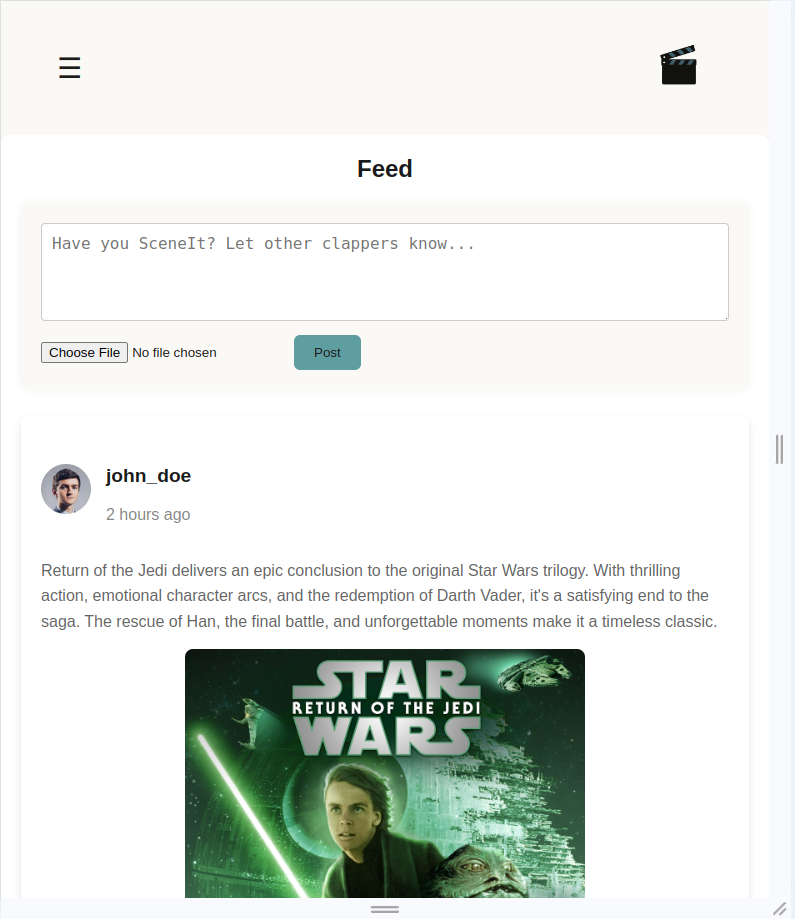 ☰
Feed
Have you SceneIt? Let other clappers know...
Choose File No file chosen Post
john_doe
2 hours ago
Return of the Jedi delivers an epic conclusion to the original Star Wars trilogy. With thrilling
action, emotional character arcs, and the redemption of Darth Vader, it's a satisfying end to the
saga. The rescue of Han, the final battle, and unforgettable moments make it a timeless classic.
STAR
RETURN OF THE JEDI
WARS